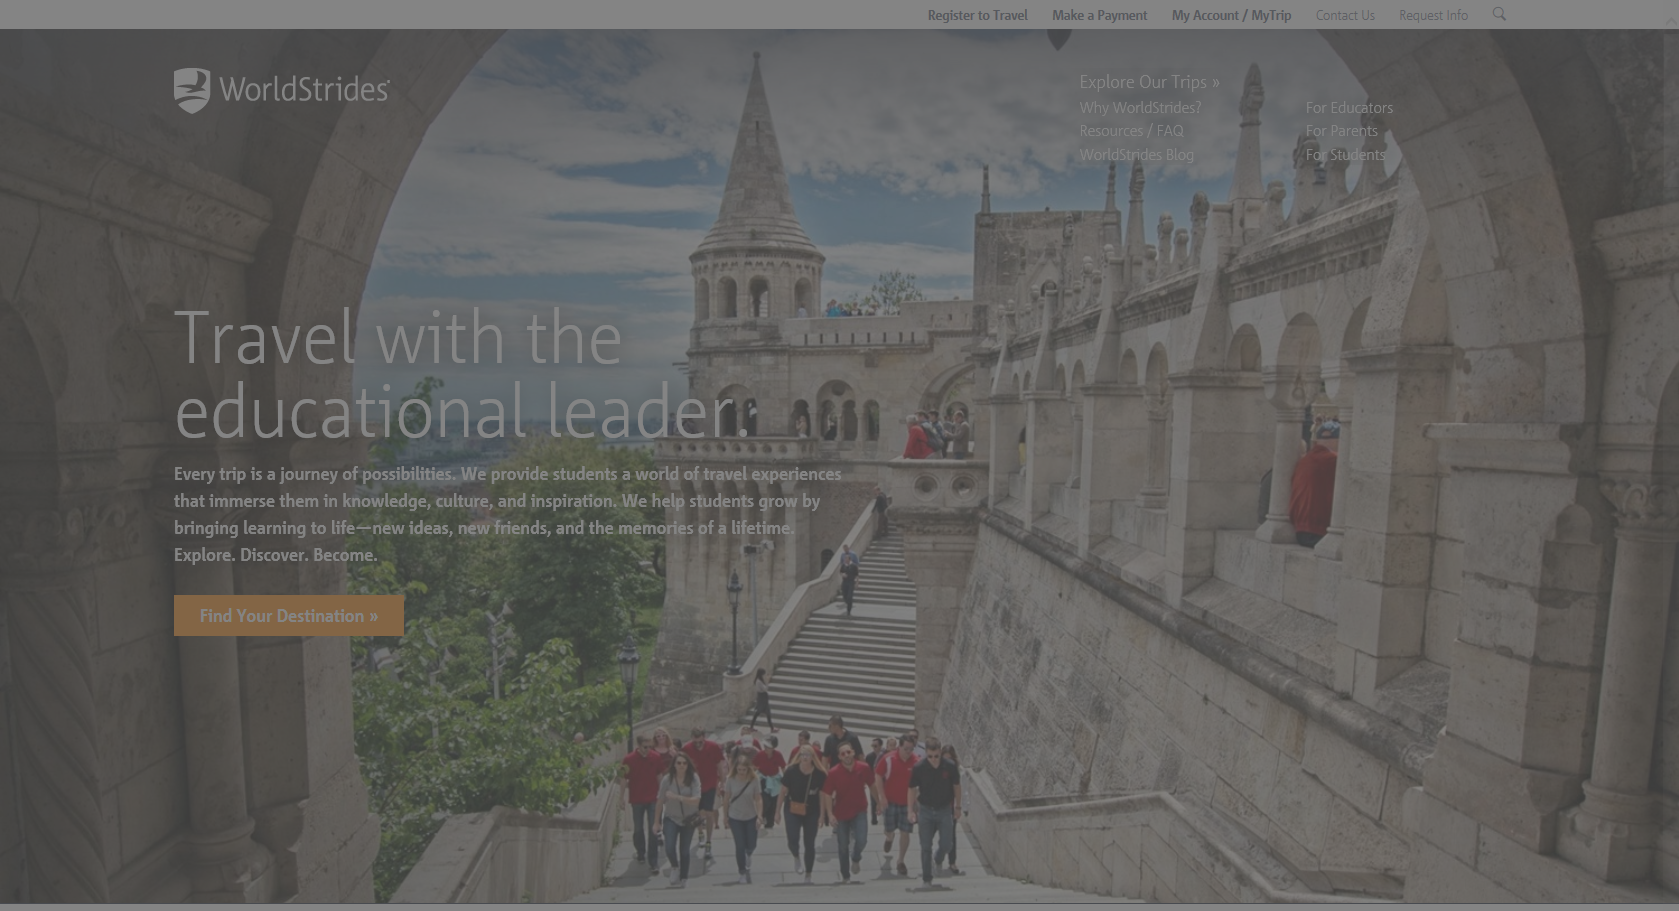 Register to Travel Make a Payment My Account / MyTrip Contact Us Request Info
WorldStrides
Explore Our Trips »
Why WorldStrides? For Educators
Resources / FAQ For Parents
WorldStrides Blog For Students
Travel with the
educational leader.
Every trip is a journey of possibilities. We provide students a world of travel experiences
that immerse them in knowledge, culture, and inspiration. We help students grow by
bringing learning to life—new ideas, new friends, and the memories of a lifetime.
Explore. Discover. Become.
Find Your Destination »